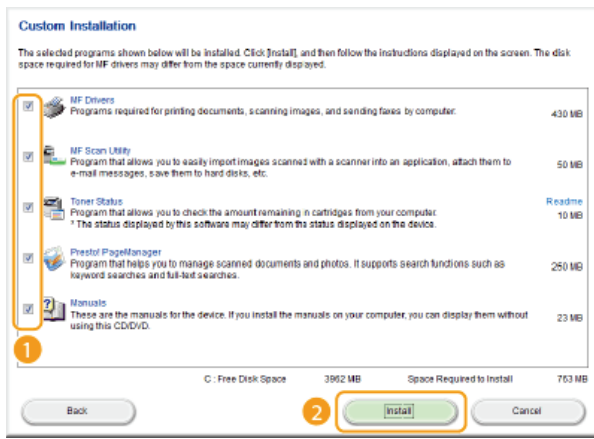 Custom Installation
The selected programs shown below will be installed. Click [Install], and then follow the instructions displayed on the screen. The disk
space required for MF drivers may differ from the space currently displayed.
MF Drivers
Programs required for printing documents, scanning images, and sending faxes by computer.
430 MB
MF Scan Utility
Program that allows you to easily import images scanned with a scanner into an application, attach them to
e-mail messages, save them to hard disks, etc.
50 MB
Toner Status
Readme
Program that allows you to check the amount remaining in cartridges from your computer.
10 MB
* The status displayed by this software may differ from the status displayed on the device.
Presto! PageManager
Program that helps you to manage scanned documents and photos. It supports search functions such as
keyword searches and full-text searches.
260 MB
Manuals
These are the manuals for the device. If you install the manuals on your computer, you can display them without
using this CD/DVD.
23 MB
1
C : Free Disk Space 3962 MB Space Required to Install 763 MB
Back 2 Install Cancel